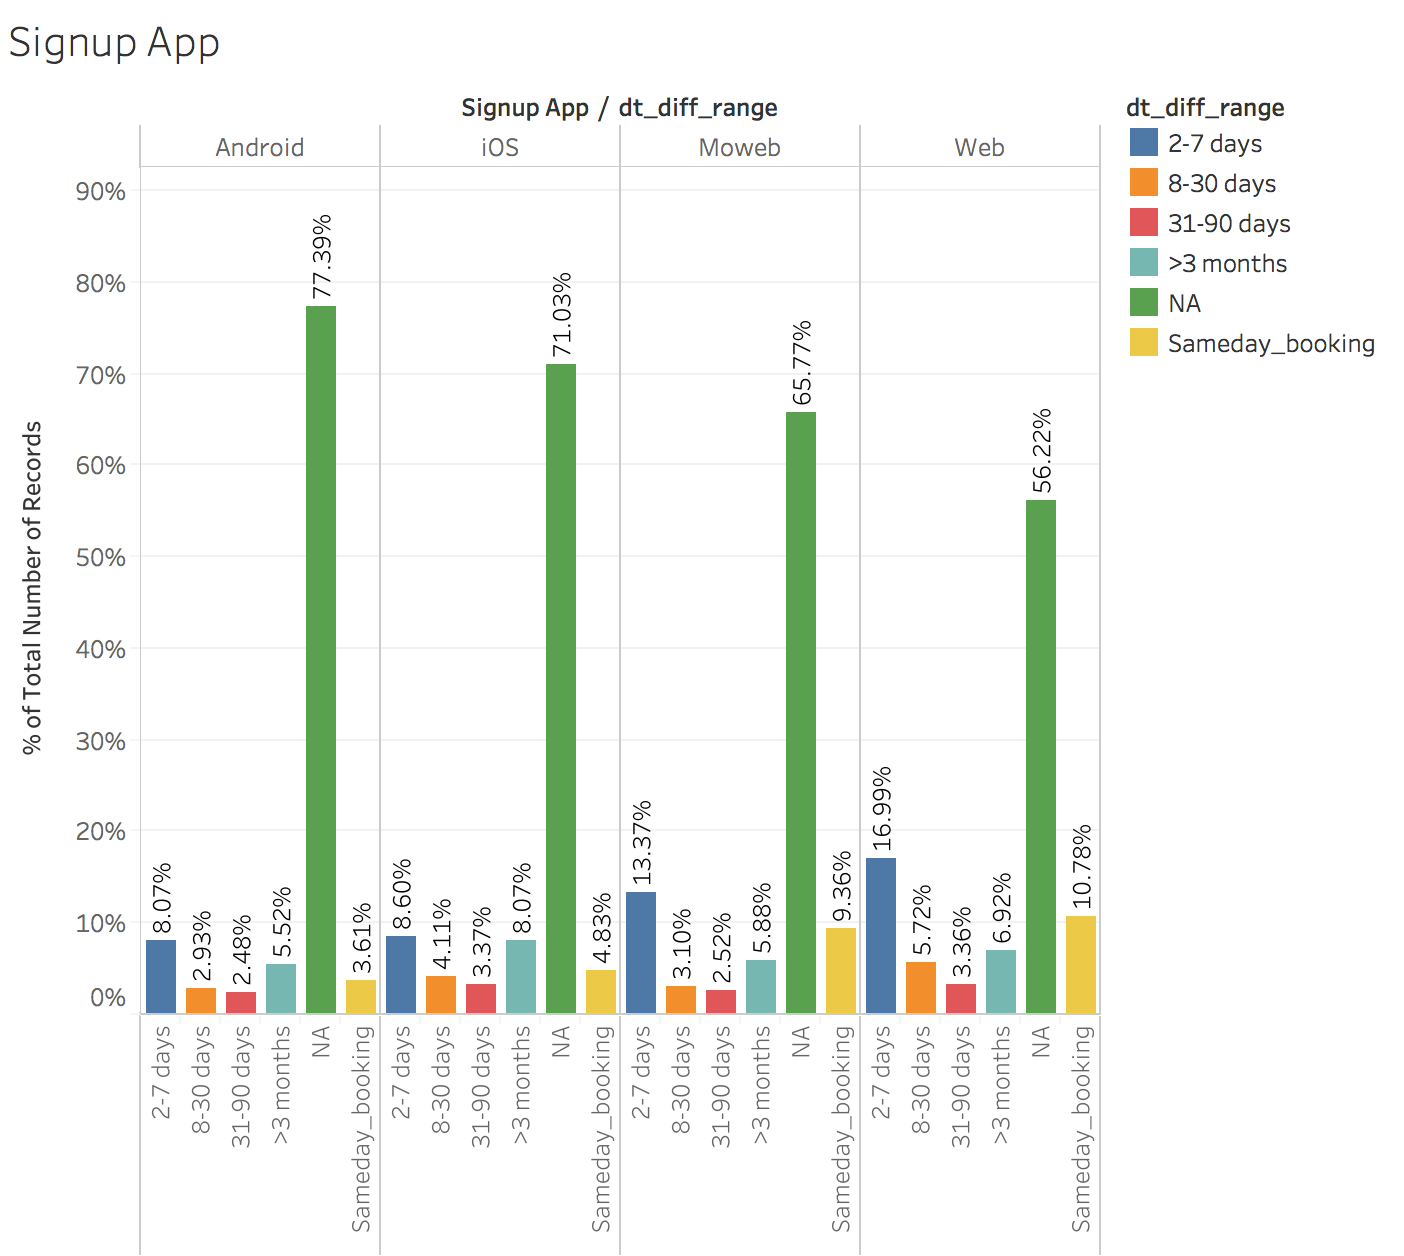 Signup App
Signup App / dt_diff_range
Android
iOS
Moweb
Web
dt_diff_range
2-7 days
8-30 days
31-90 days
>3 months
NA
Sameday_booking
% of Total Number of Records
90%
80%
70%
60%
50%
40%
30%
20%
10%
0%
8.07%
2.93%
2.48%
5.52%
77.39%
3.61%
8.60%
4.11%
3.37%
8.07%
71.03%
4.83%
13.37%
3.10%
2.52%
5.88%
65.77%
9.36%
16.99%
5.72%
3.36%
6.92%
56.22%
10.78%
2-7 days
8-30 days
31-90 days
>3 months
NA
Sameday_booking
2-7 days
8-30 days
31-90 days
>3 months
NA
Sameday_booking
2-7 days
8-30 days
31-90 days
>3 months
NA
Sameday_booking
2-7 days
8-30 days
31-90 days
>3 months
NA
Sameday_booking